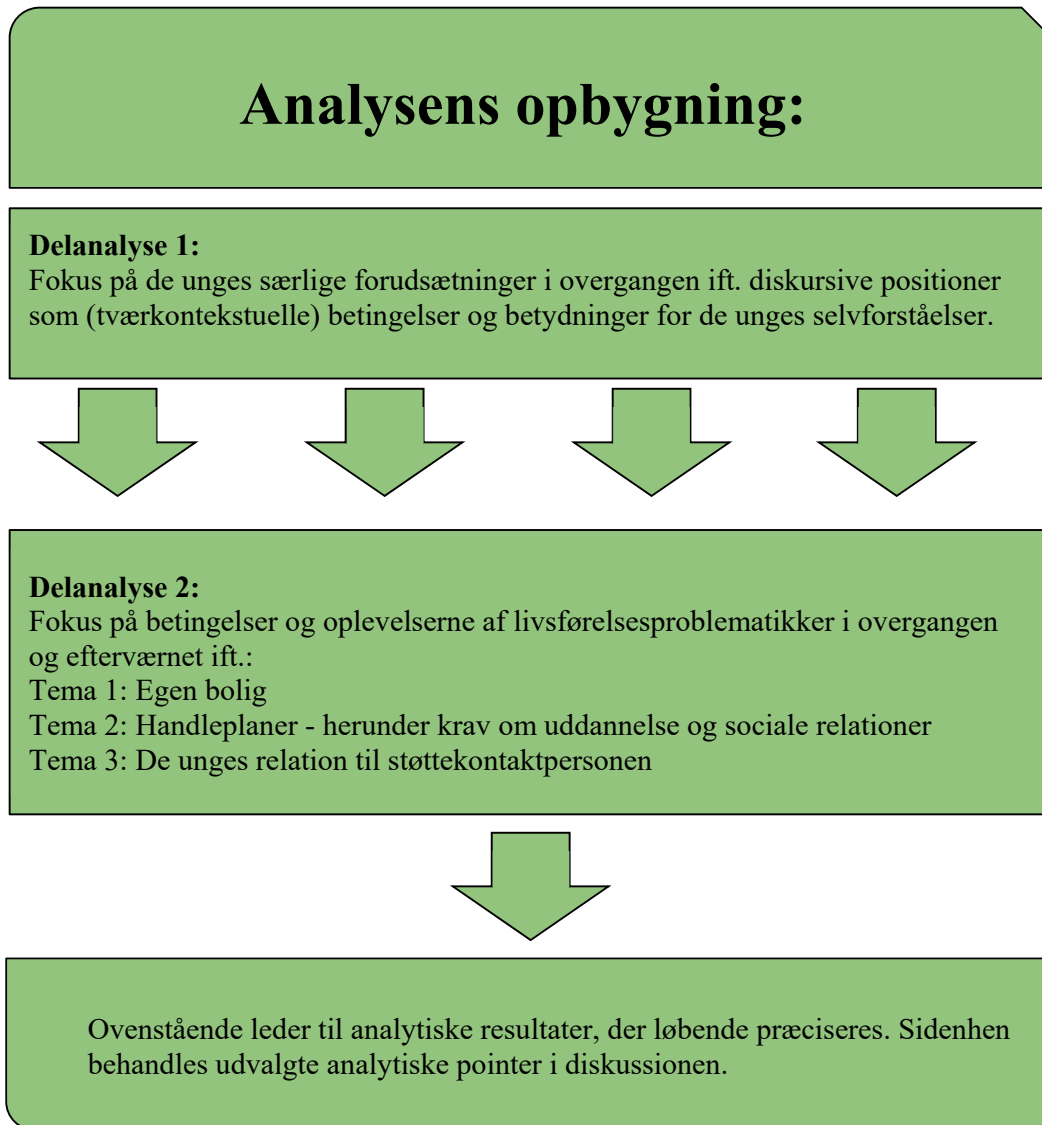 Analysens opbygning:
Delanalyse 1:
Fokus på de unges særlige forudsætninger i overgangen ift. diskursive positioner
som (tværkontekstuelle) betingelser og betydninger for de unges selvforståelser.
Delanalyse 2:
Fokus på betingelser og oplevelserne af livsførelsesproblematikker i overgangen
og efterværnet ift.:
Tema 1: Egen bolig
Tema 2: Handleplaner - herunder krav om uddannelse og sociale relationer
Tema 3: De unges relation til støttekontaktpersonen
Ovenstående leder til analytiske resultater, der løbende præciseres. Sidenhen
behandles udvalgte analytiske pointer i diskussionen.